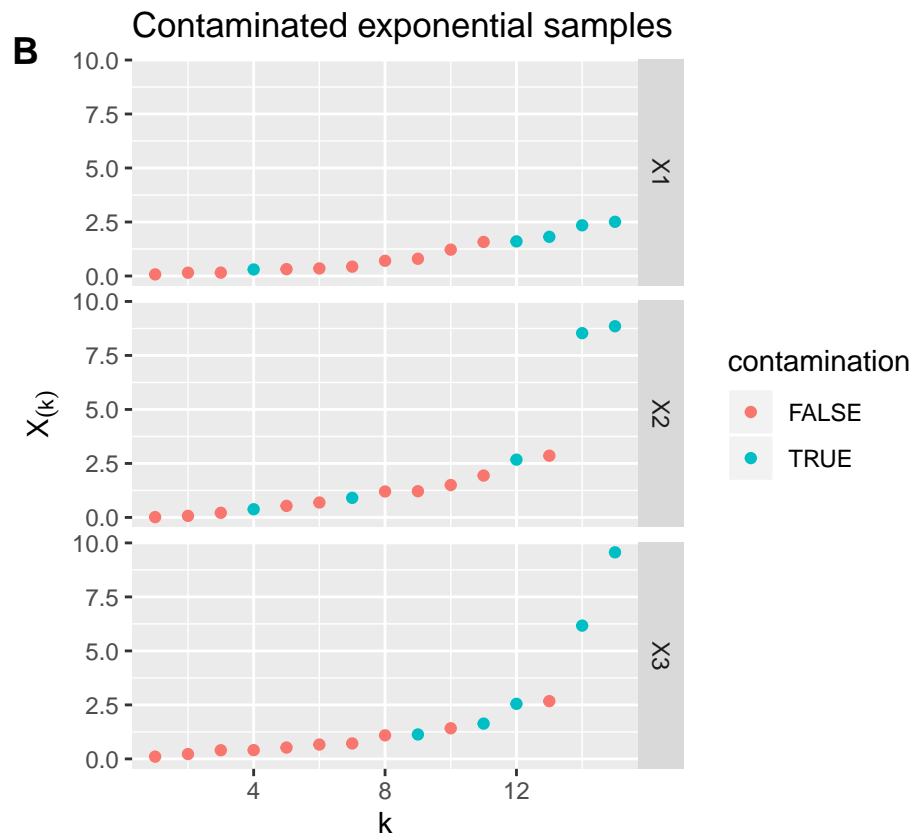 Contaminated exponential samples
B
10.0
7.5
5.0
2.5
0.0
X1
10.0
7.5
5.0
2.5
0.0
X2
10.0
7.5
5.0
2.5
0.0
X3
X(k)
4 8 12
k
contamination
FALSE
TRUE